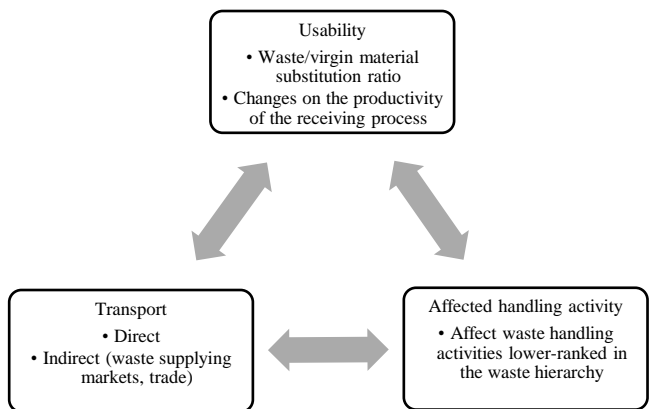 Usability
• Waste/virgin material
substitution ratio
• Changes on the productivity
of the receiving process
Transport
• Direct
• Indirect (waste supplying
markets, trade)
Affected handling activity
• Affect waste handling
activities lower-ranked in
the waste hierarchy